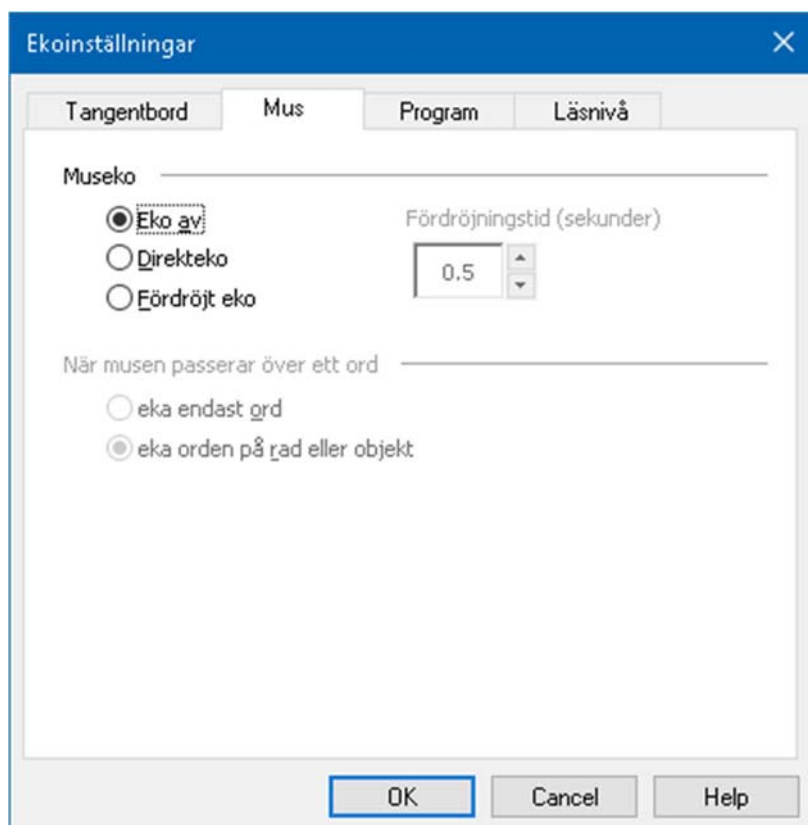 Ekoinställningar
Tangentbord Mus Program Läsnivå
Museko
Eko av Fördröjningstid (sekunder)
Direkteko 0.5
Fördröjt eko
När musen passerar över ett ord
eka endast ord
eka orden på rad eller objekt
OK Cancel Help